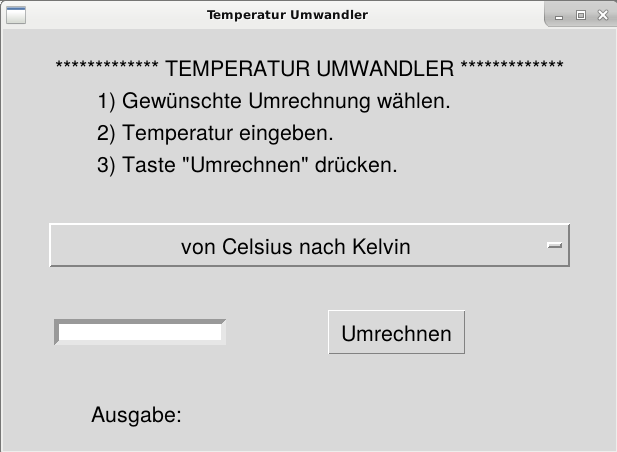 Temperatur Umwandler
************* TEMPERATUR UMWANDLER *************
1) Gewünschte Umrechnung wählen.
2) Temperatur eingeben.
3) Taste "Umrechnen" drücken.
von Celsius nach Kelvin
Umrechnen
Ausgabe: